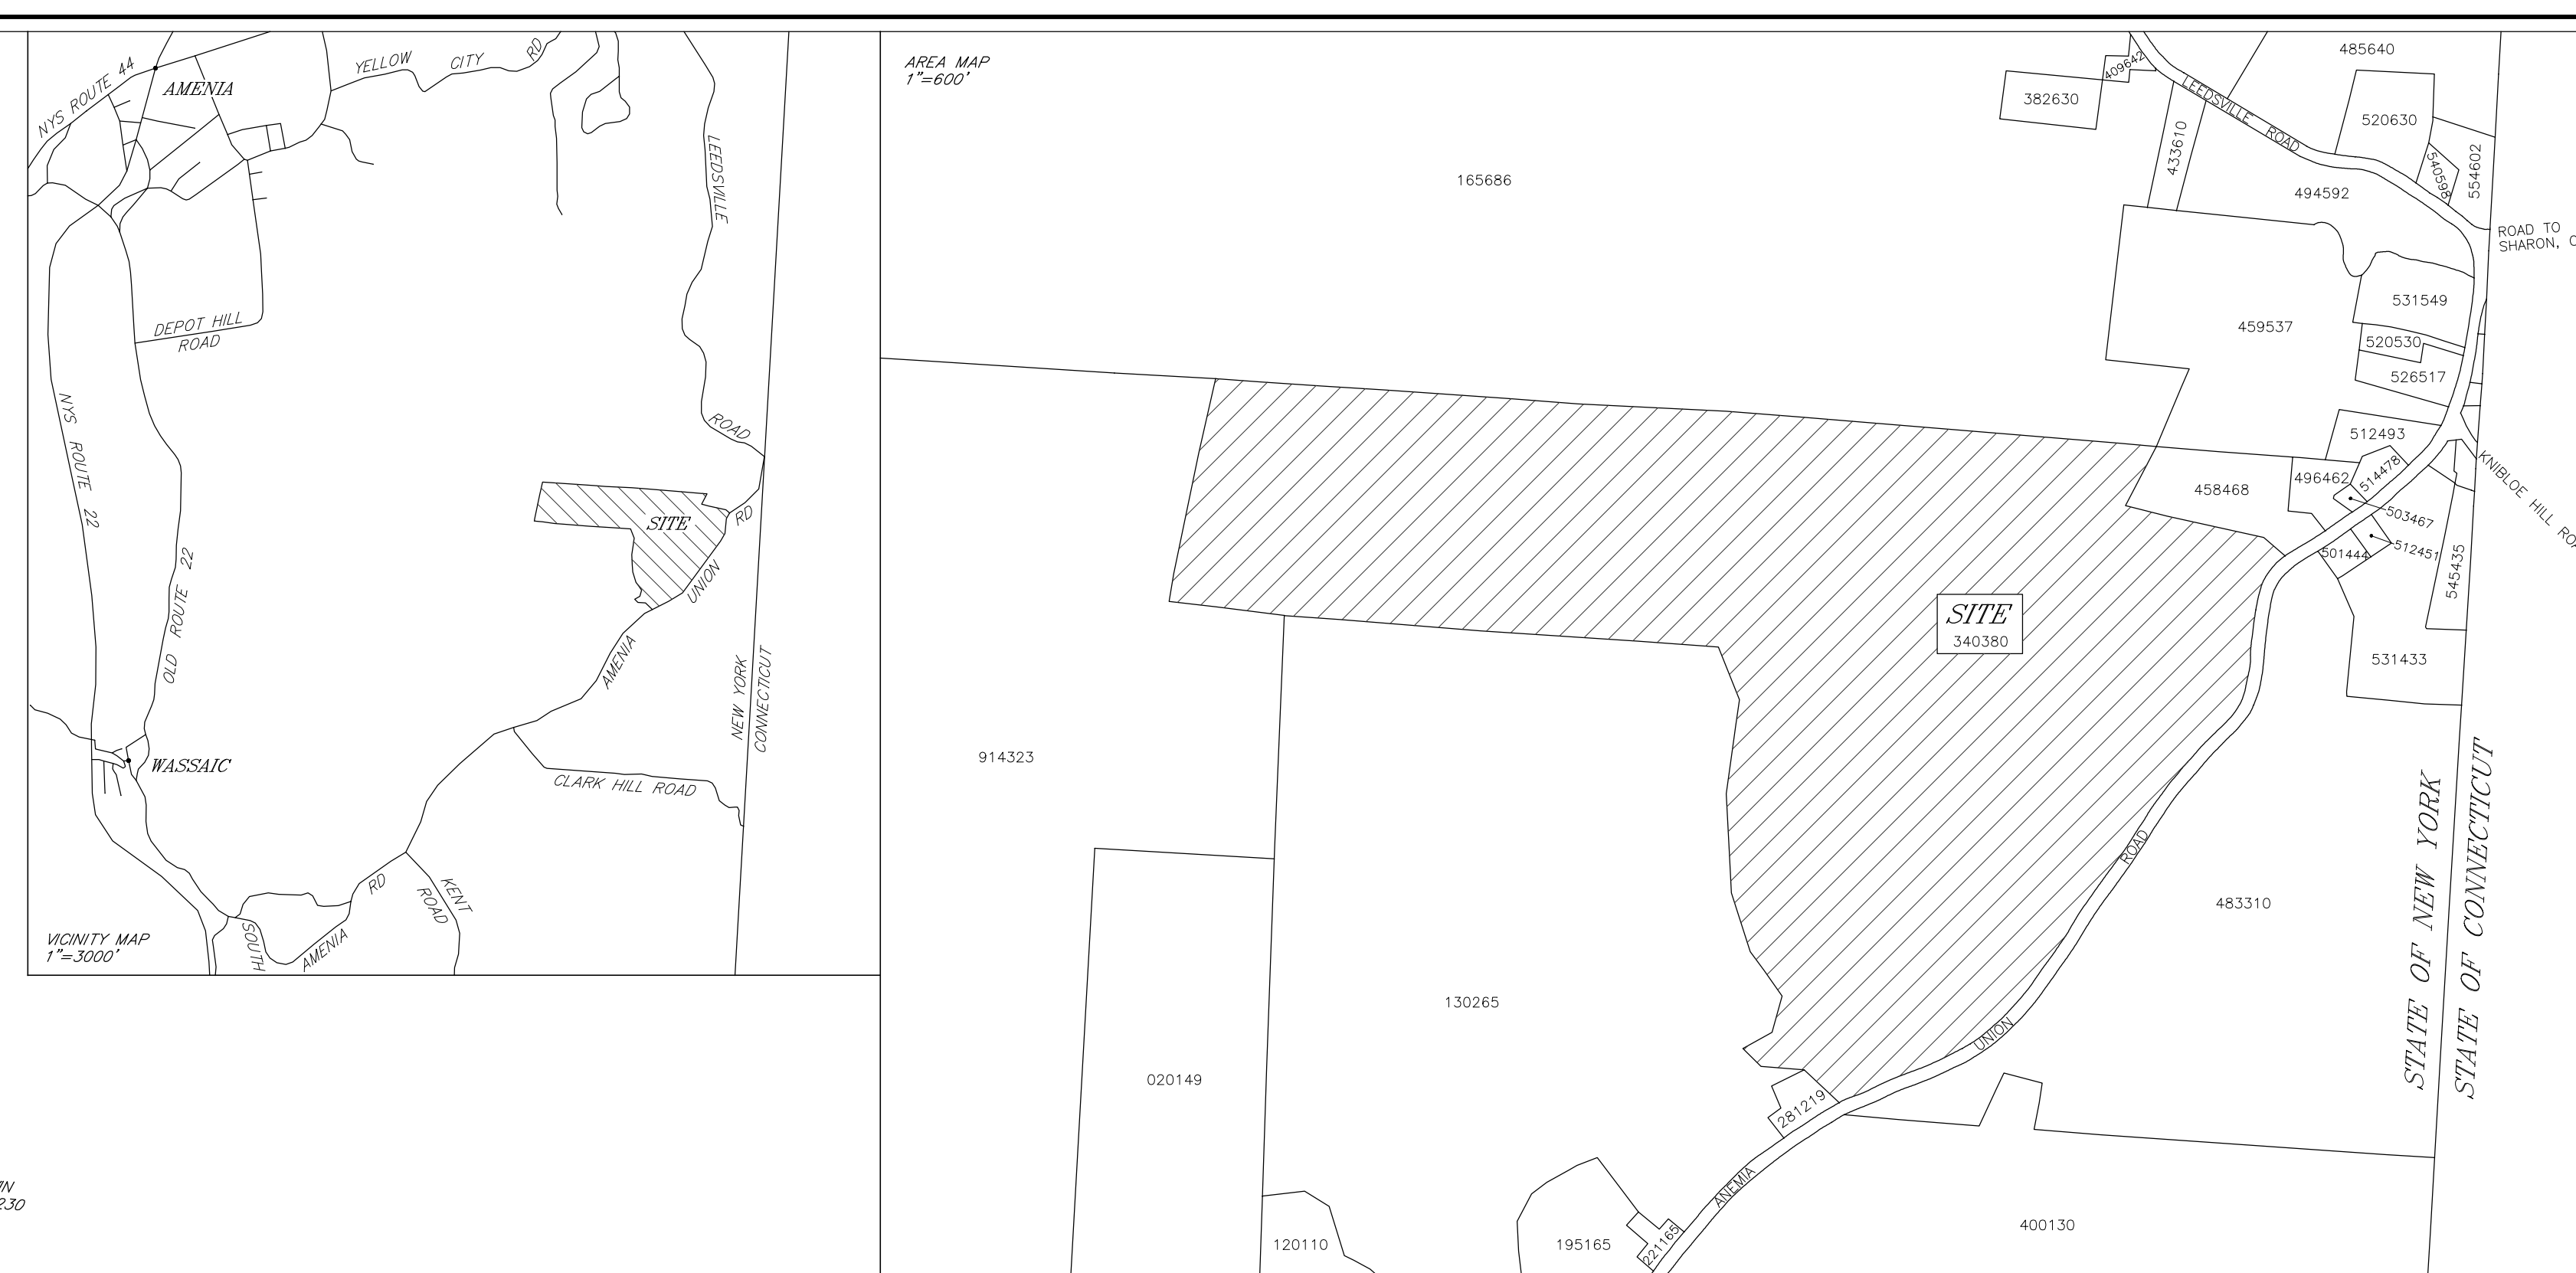 NYS ROUTE 44
AMENIA
YELLOW CITY RD
LEEDSVILLE
ROAD
DEPOT HILL
ROAD
NYS ROUTE 22
OLD ROUTE 22
SITE
RD
UNION
AMENIA
NEW YORK
CONNECTICUT
WASSAIC
CLARK HILL ROAD
KENT
ROAD
RD
AMENIA
SOUTH
VICINITY MAP
1"=3000'
230
AREA MAP
1"=600'
165686
382630
409642
433610
LEEDSVILLE ROAD
485640
520630
540598
554602
494592
ROAD TO
SHARON,
531549
459537
520530
526517
512493
514478
496462
458468
503467
512451
501444
KNIBLOE HILL
545435
531433
SITE
340380
914323
ROAD
483310
STATE OF NEW YORK
STATE OF CONNECTICUT
130265
UNION
020149
281219
ANEMIA
400130
120110
195165
221165